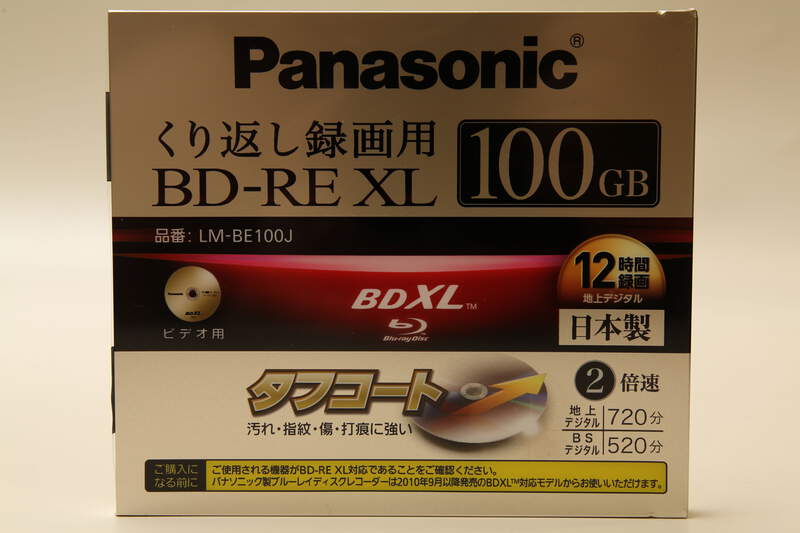 Panasonic®
くり返し録画用
BD-RE XL
100GB
品番: LM-BE100J
12時間録画
地上デジタル
日本製
ビデオ用
BDXL™
Blu-ray Disc
タフコート
汚れ・指紋・傷・打痕に強い
2倍速
地上デジタル 720分
BSデジタル 520分
ご購入になる前に
ご使用される機器がBD-RE XL対応であることをご確認ください。
パナソニック製ブルーレイディスクレコーダーは2010年9月以降発売のBDXL™対応モデルからお使いいただけます。